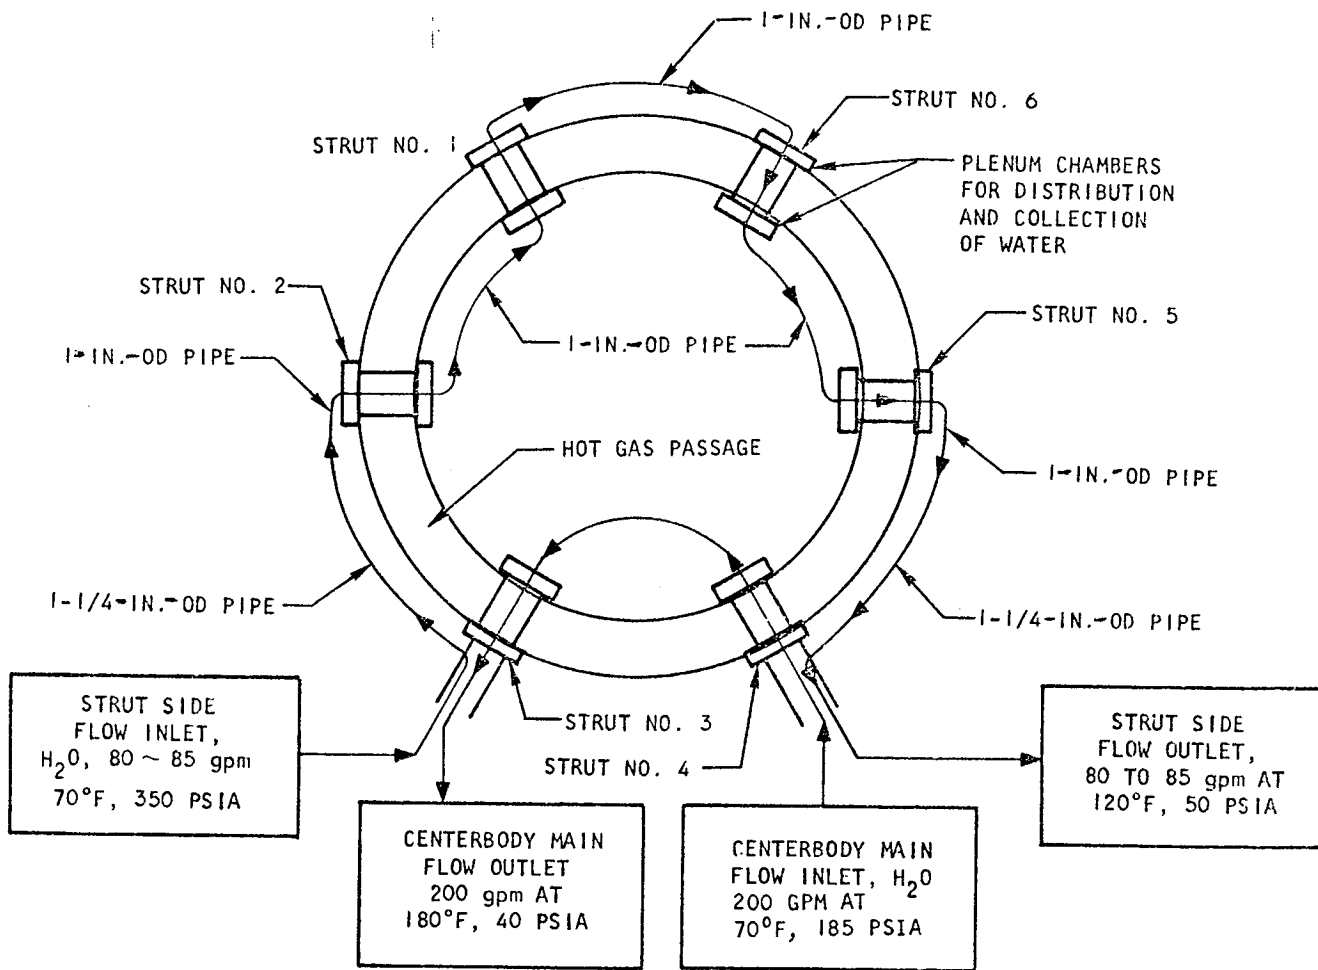 1-IN.-OD PIPE
STRUT NO. 6
STRUT NO. 1
PLENUM CHAMBERS
FOR DISTRIBUTION
AND COLLECTION
OF WATER
STRUT NO. 2
STRUT NO. 5
1-IN.-OD PIPE
1-IN.-OD PIPE
HOT GAS PASSAGE
1-IN.-OD PIPE
1-1/4-IN.-OD PIPE
1-1/4-IN.-OD PIPE
STRUT SIDE
FLOW INLET,
H₂O, 80 ~ 85 gpm
70°F, 350 PSIA
STRUT NO. 3
STRUT NO. 4
STRUT SIDE
FLOW OUTLET,
80 TO 85 gpm AT
120°F, 50 PSIA
CENTERBODY MAIN
FLOW OUTLET
200 gpm AT
180°F, 40 PSIA
CENTERBODY MAIN
FLOW INLET, H₂O
200 GPM AT
70°F, 185 PSIA